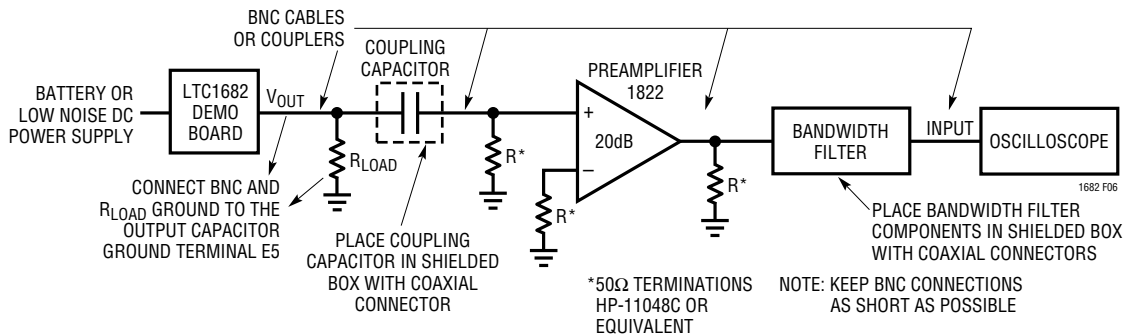 BNC CABLES
OR COUPLERS
COUPLING
CAPACITOR
PREAMPLIFIER
1822
BATTERY OR
LOW NOISE DC
POWER SUPPLY
LTC1682
DEMO
BOARD
VOUT
+
20dB
–
BANDWIDTH
FILTER
INPUT
OSCILLOSCOPE
RLOAD
R*
R*
R*
1682 F06
CONNECT BNC AND
RLOAD GROUND TO THE
OUTPUT CAPACITOR
GROUND TERMINAL E5
PLACE COUPLING
CAPACITOR IN SHIELDED
BOX WITH COAXIAL
CONNECTOR
PLACE BANDWIDTH FILTER
COMPONENTS IN SHIELDED BOX
WITH COAXIAL CONNECTORS
*50Ω TERMINATIONS
HP-11048C OR
EQUIVALENT
NOTE: KEEP BNC CONNECTIONS
AS SHORT AS POSSIBLE